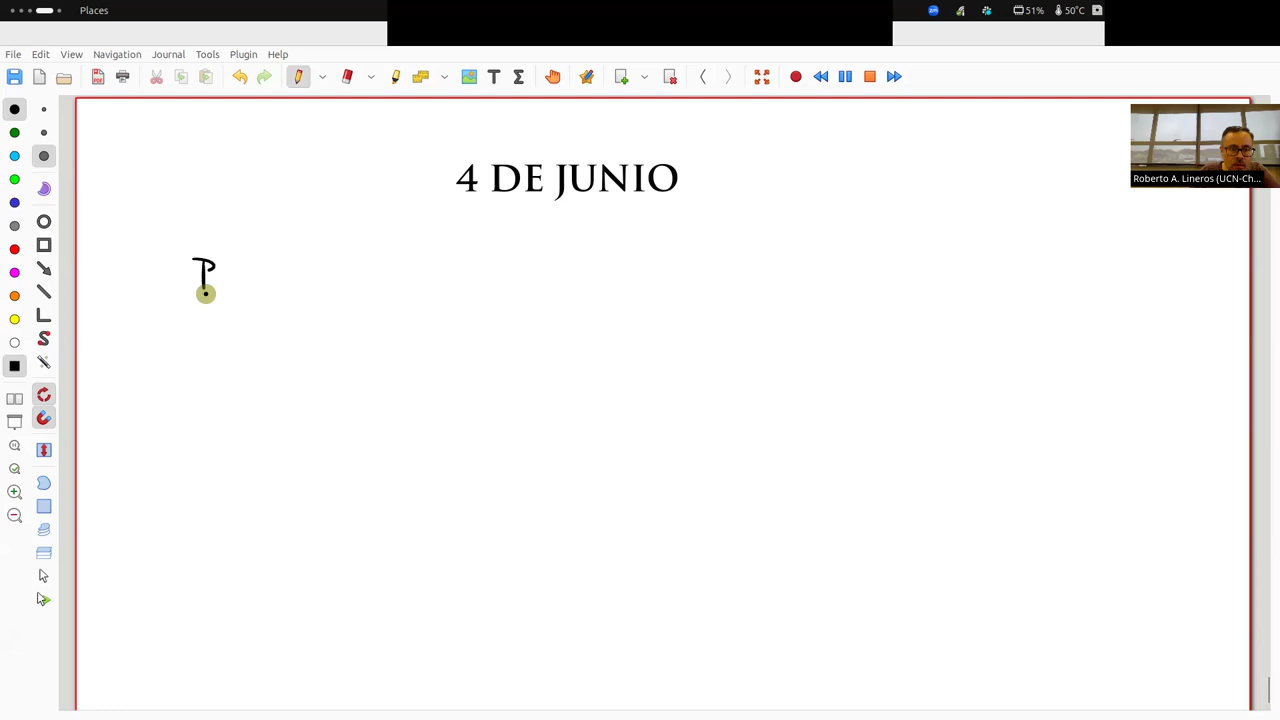 Places
51% 50°C
File Edit View Navigation Journal Tools Plugin Help
4 DE JUNIO
Roberto A. Lineros (UCN-Ch...
P